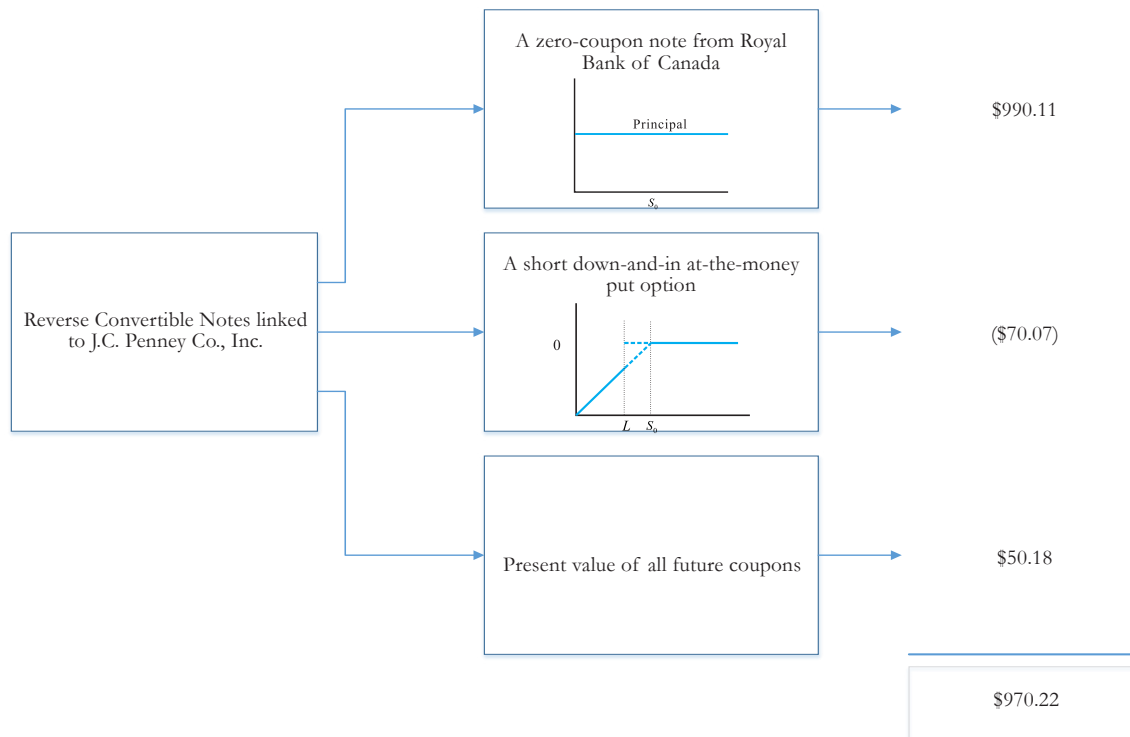 A zero-coupon note from Royal
Bank of Canada
Principal
S₀
$990.11
Reverse Convertible Notes linked
to J.C. Penney Co., Inc.
A short down-and-in at-the-money
put option
0
L S₀
($70.07)
Present value of all future coupons
$50.18
$970.22